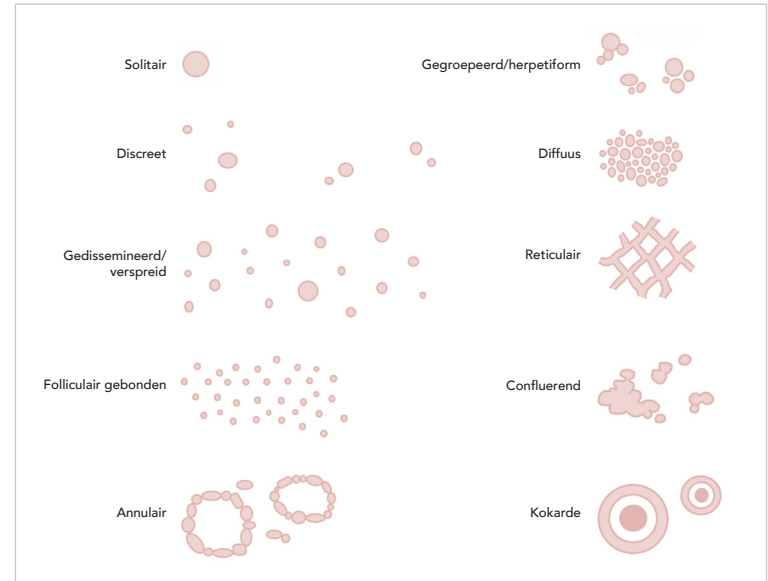 Solitair
Gegroepeerd/herpetiform
Discreet
Diffuus
Gedissemineerd/
verspreid
Reticulair
Folliculair gebonden
Confluerend
Annulair
Kokarde